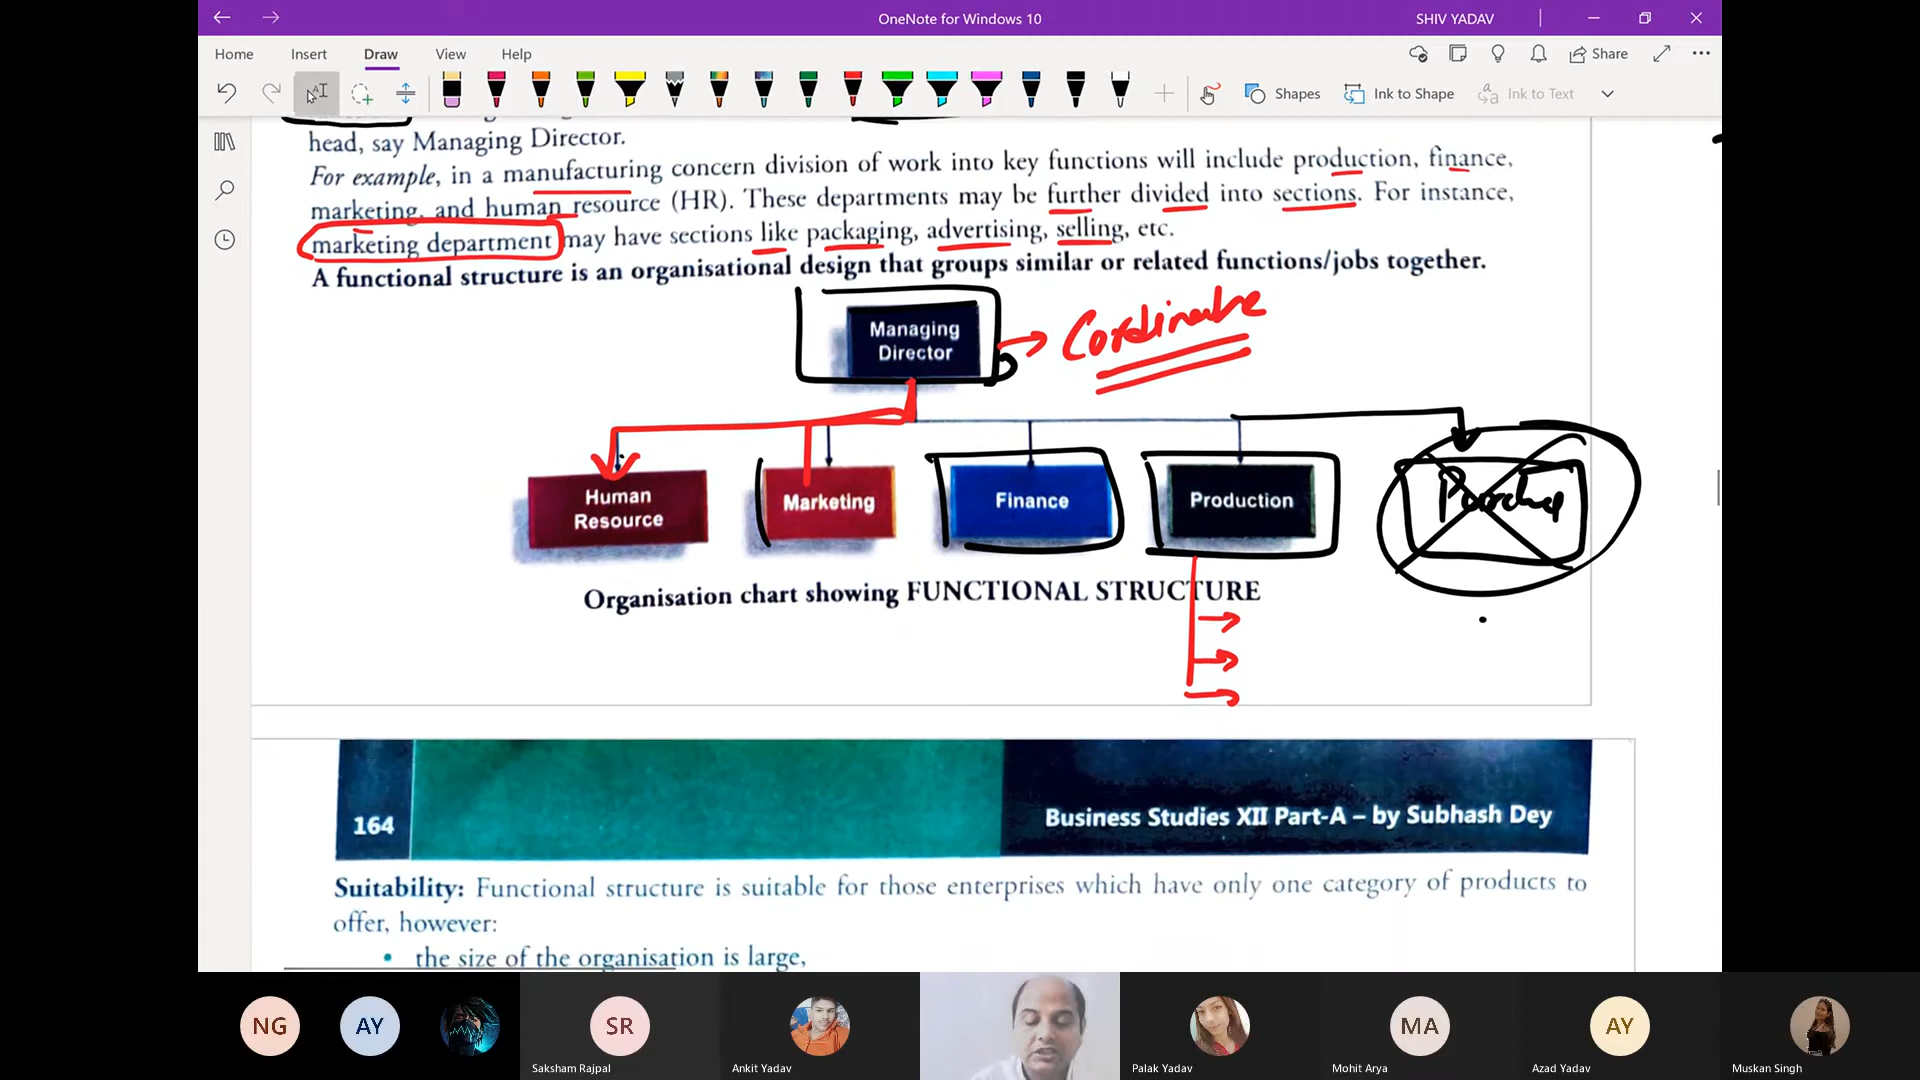 OneNote for Windows 10
SHIV YADAV
Home Insert Draw View Help
Share
Shapes Ink to Shape Ink to Text
head, say Managing Director.
For example, in a manufacturing concern division of work into key functions will include production, finance,
marketing, and human resource (HR). These departments may be further divided into sections. For instance,
marketing department may have sections like packaging, advertising, selling, etc.
A functional structure is an organisational design that groups similar or related functions/jobs together.
Managing
Director
Human
Resource
Marketing
Finance
Production
Organisation chart showing FUNCTIONAL STRUCTURE
164
Business Studies XII Part-A – by Subhash Dey
Suitability: Functional structure is suitable for those enterprises which have only one category of products to
offer, however:
• the size of the organisation is large,
NG AY SR MA AY
Saksham Rajpal
Ankit Yadav
Palak Yadav
Mohit Arya
Azad Yadav
Muskan Singh